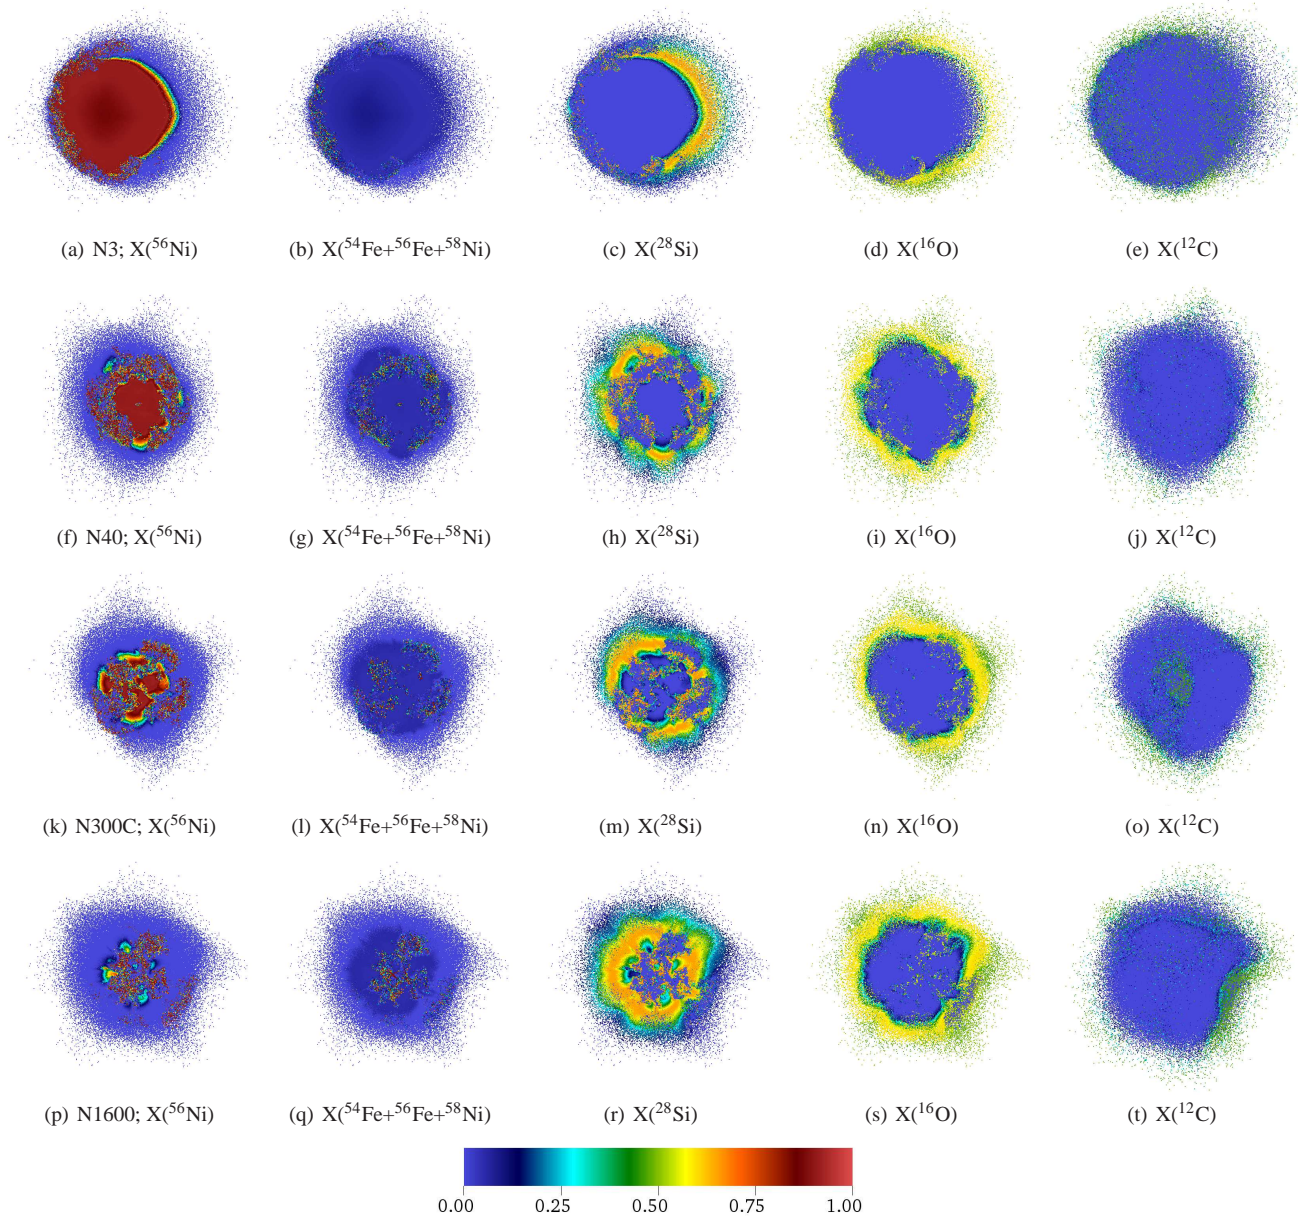 (a) N3; X(⁵⁶Ni) (b) X(⁵⁴Fe+⁵⁶Fe+⁵⁸Ni) (c) X(²⁸Si) (d) X(¹⁶O) (e) X(¹²C)
(f) N40; X(⁵⁶Ni) (g) X(⁵⁴Fe+⁵⁶Fe+⁵⁸Ni) (h) X(²⁸Si) (i) X(¹⁶O) (j) X(¹²C)
(k) N300C; X(⁵⁶Ni) (l) X(⁵⁴Fe+⁵⁶Fe+⁵⁸Ni) (m) X(²⁸Si) (n) X(¹⁶O) (o) X(¹²C)
(p) N1600; X(⁵⁶Ni) (q) X(⁵⁴Fe+⁵⁶Fe+⁵⁸Ni) (r) X(²⁸Si) (s) X(¹⁶O) (t) X(¹²C)
0.00 0.25 0.50 0.75 1.00